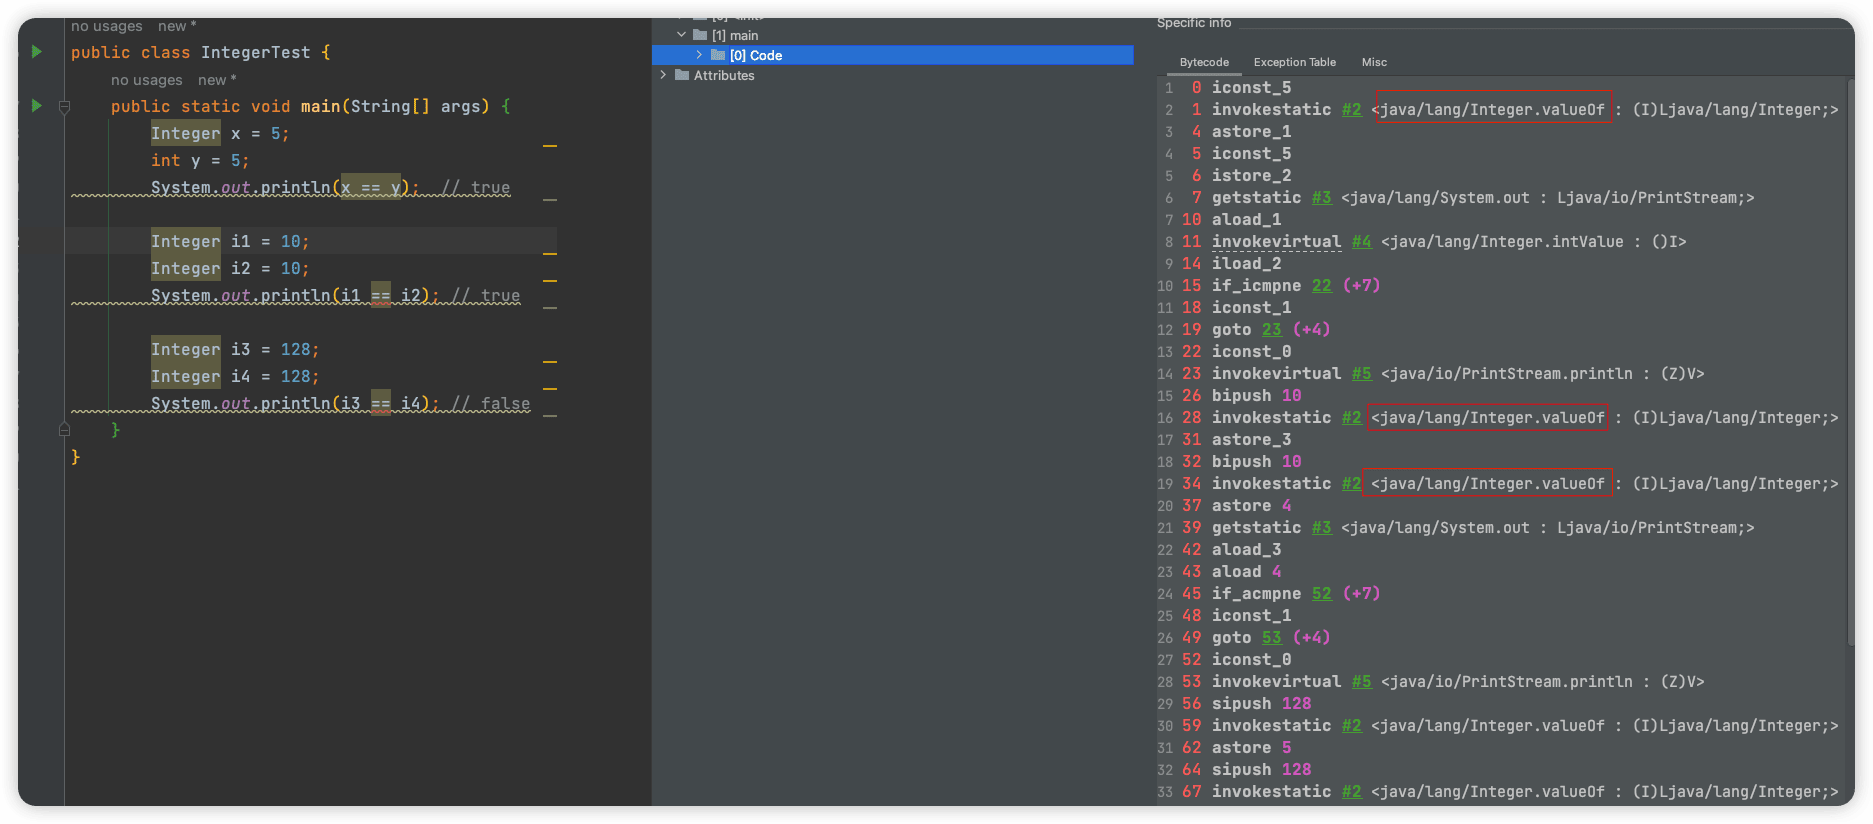 no usages   new *
public class IntegerTest {
no usages   new *
public static void main(String[] args) {
Integer x = 5;
int y = 5;
System.out.println(x == y);  // true
Integer i1 = 10;
Integer i2 = 10;
System.out.println(i1 == i2); // true
Integer i3 = 128;
Integer i4 = 128;
System.out.println(i3 == i4); // false
}
}
[1] main
[0] Code
Attributes
Specific info
Bytecode   Exception Table   Misc
1 0 iconst_5
2 1 invokestatic #2 <java/lang/Integer.valueOf : (I)Ljava/lang/Integer;>
3 4 astore_1
4 5 iconst_5
5 6 istore_2
6 7 getstatic #3 <java/lang/System.out : Ljava/io/PrintStream;>
7 10 aload_1
8 11 invokevirtual #4 <java/lang/Integer.intValue : ()I>
9 14 iload_2
10 15 if_icmpne 22 (+7)
11 18 iconst_1
12 19 goto 23 (+4)
13 22 iconst_0
14 23 invokevirtual #5 <java/io/PrintStream.println : (Z)V>
15 26 bipush 10
16 28 invokestatic #2 <java/lang/Integer.valueOf : (I)Ljava/lang/Integer;>
17 31 astore_3
18 32 bipush 10
19 34 invokestatic #2 <java/lang/Integer.valueOf : (I)Ljava/lang/Integer;>
20 37 astore 4
21 39 getstatic #3 <java/lang/System.out : Ljava/io/PrintStream;>
22 42 aload_3
23 43 aload 4
24 45 if_acmpne 52 (+7)
25 48 iconst_1
26 49 goto 53 (+4)
27 52 iconst_0
28 53 invokevirtual #5 <java/io/PrintStream.println : (Z)V>
29 56 sipush 128
30 59 invokestatic #2 <java/lang/Integer.valueOf : (I)Ljava/lang/Integer;>
31 62 astore 5
32 64 sipush 128
33 67 invokestatic #2 <java/lang/Integer.valueOf : (I)Ljava/lang/Integer;>